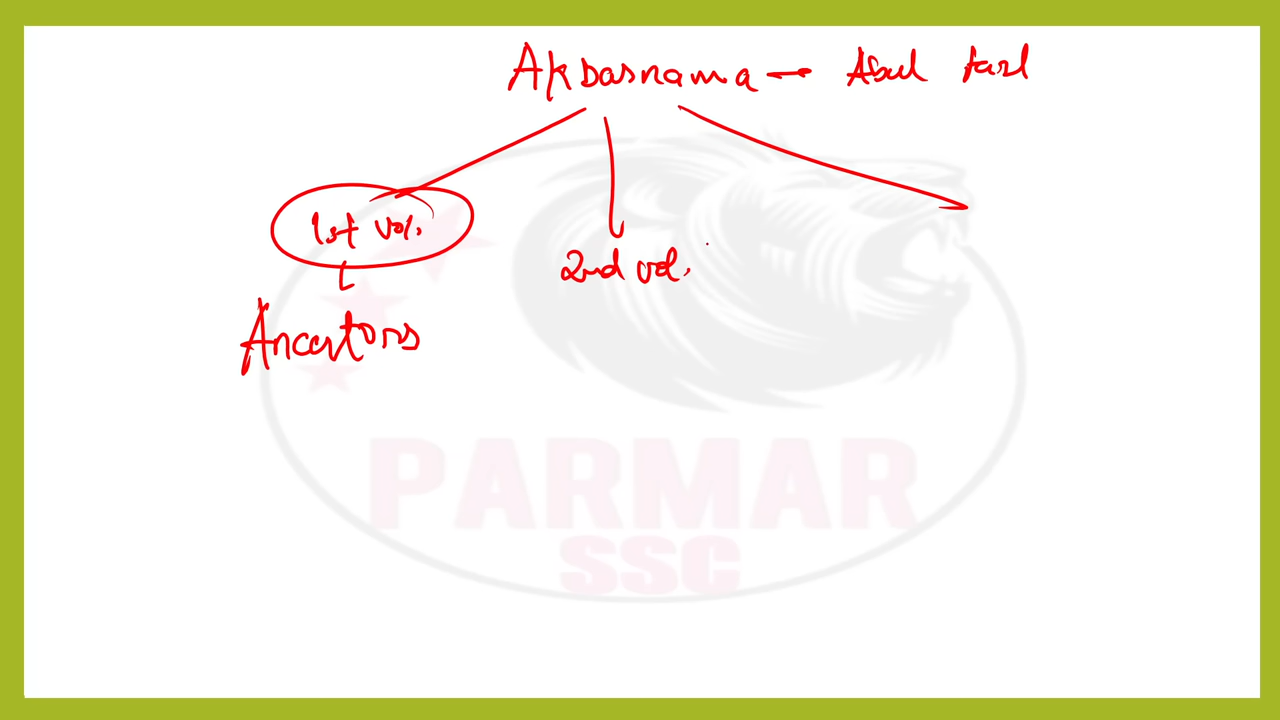 Akbarnama → Abul fazl
1st vol.
2nd vol.
Ancestors
PARMAR
SSC